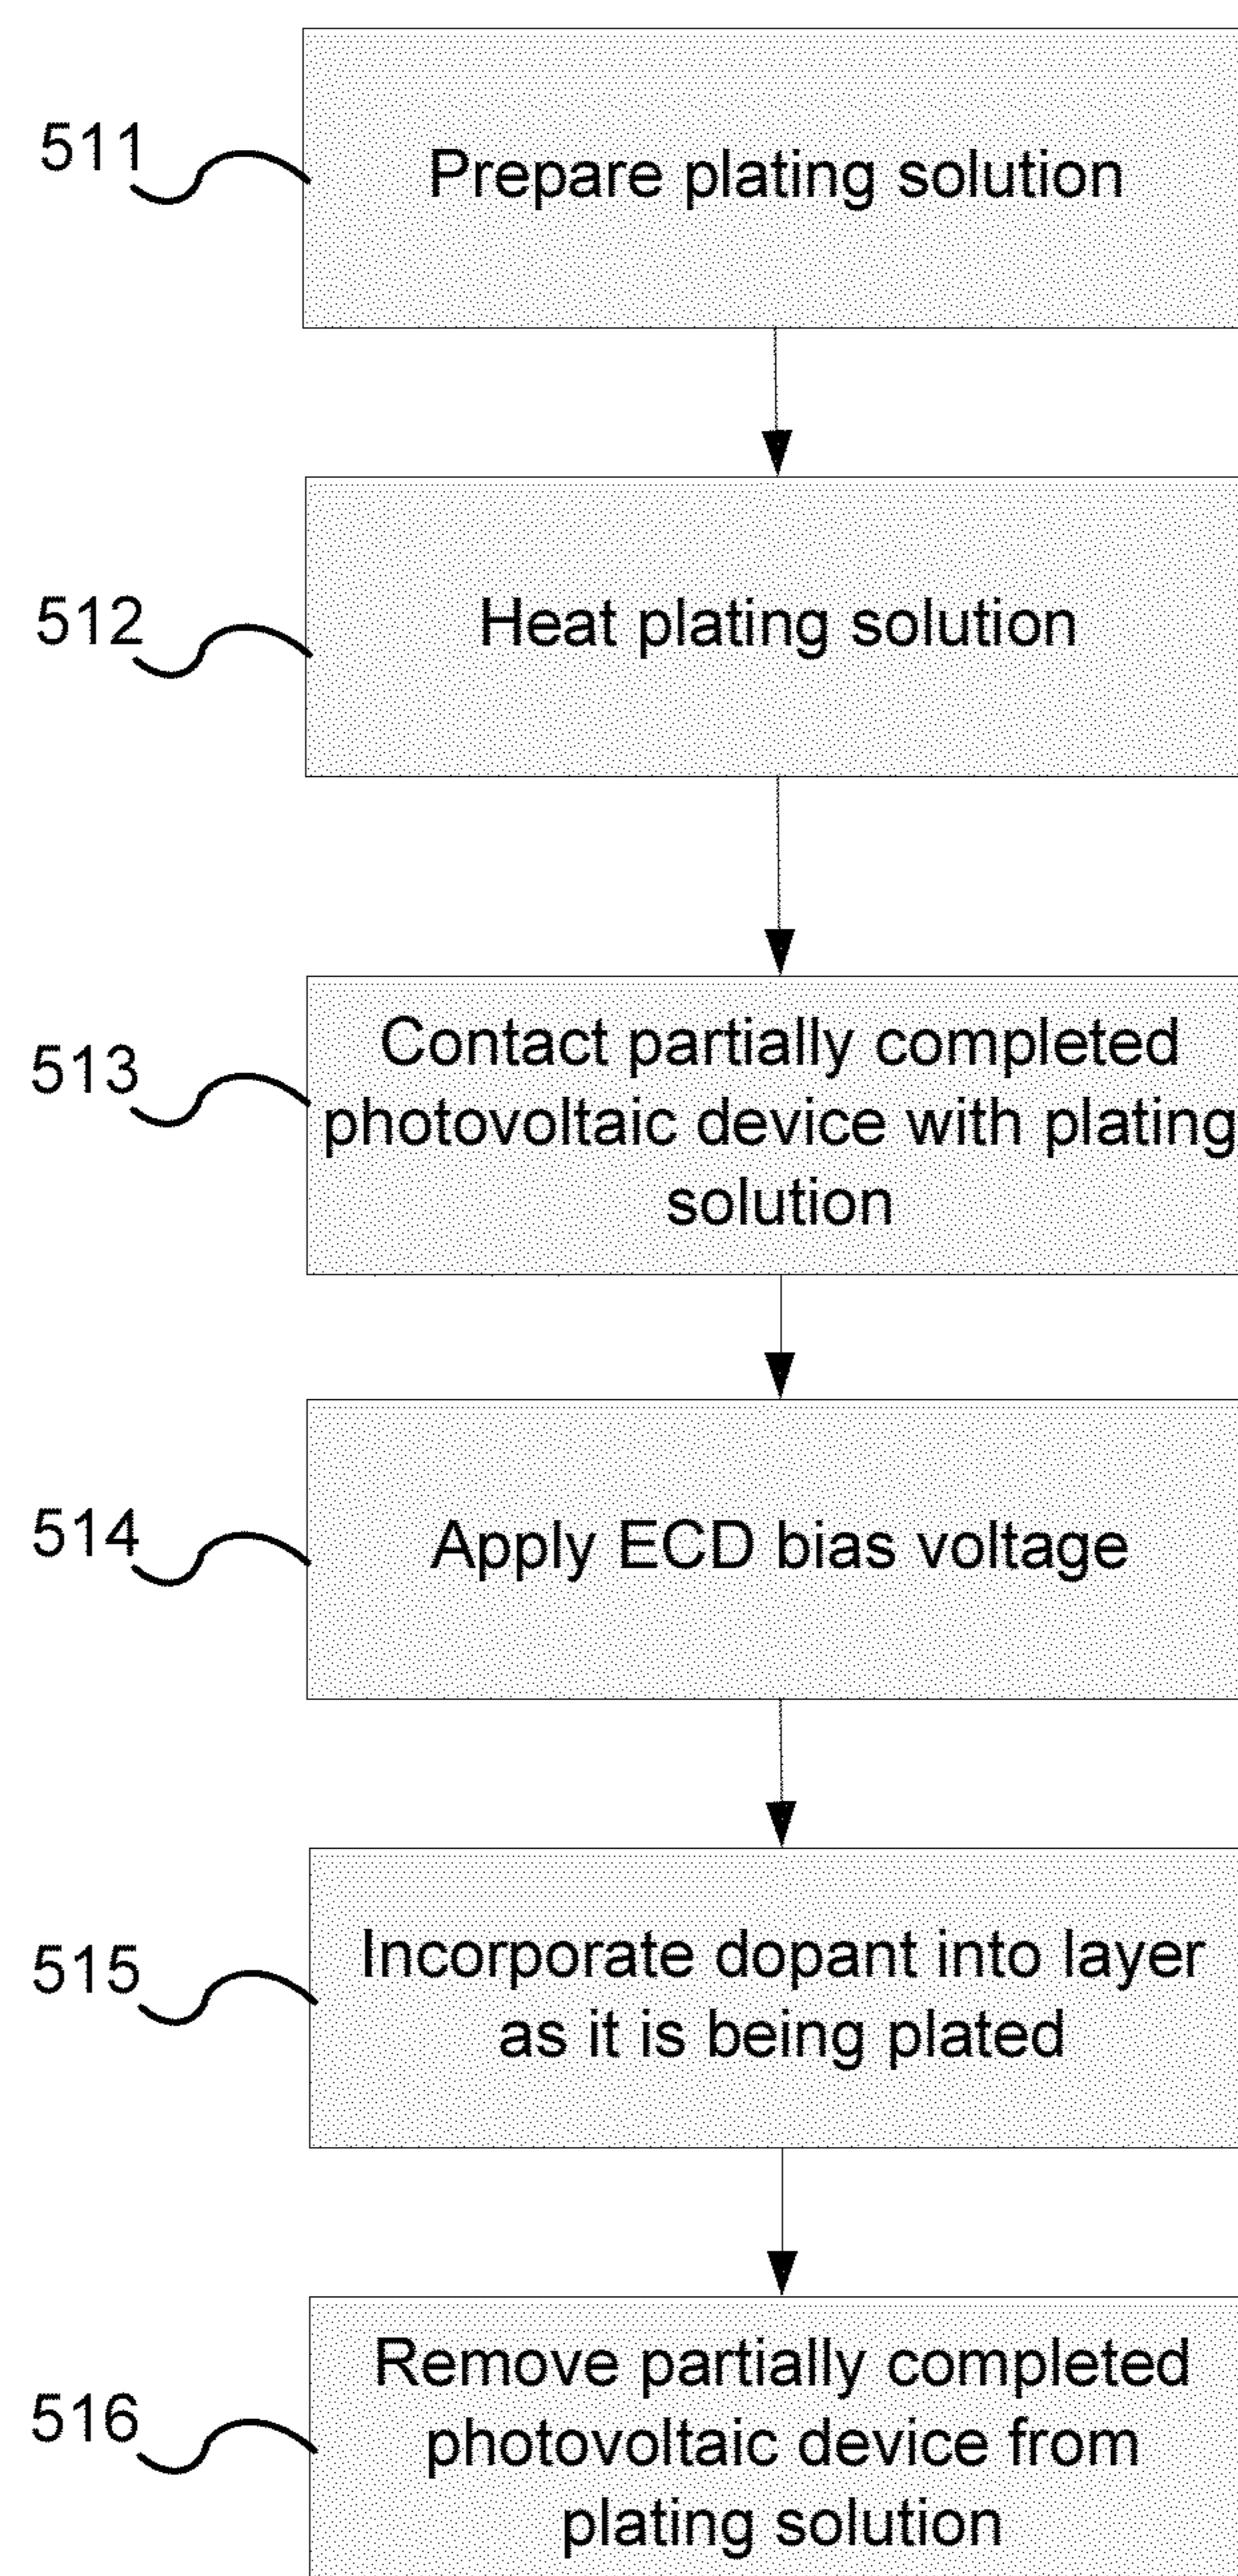 511
Prepare plating solution
512
Heat plating solution
513
Contact partially completed
photovoltaic device with plating
solution
514
Apply ECD bias voltage
515
Incorporate dopant into layer
as it is being plated
516
Remove partially completed
photovoltaic device from
plating solution